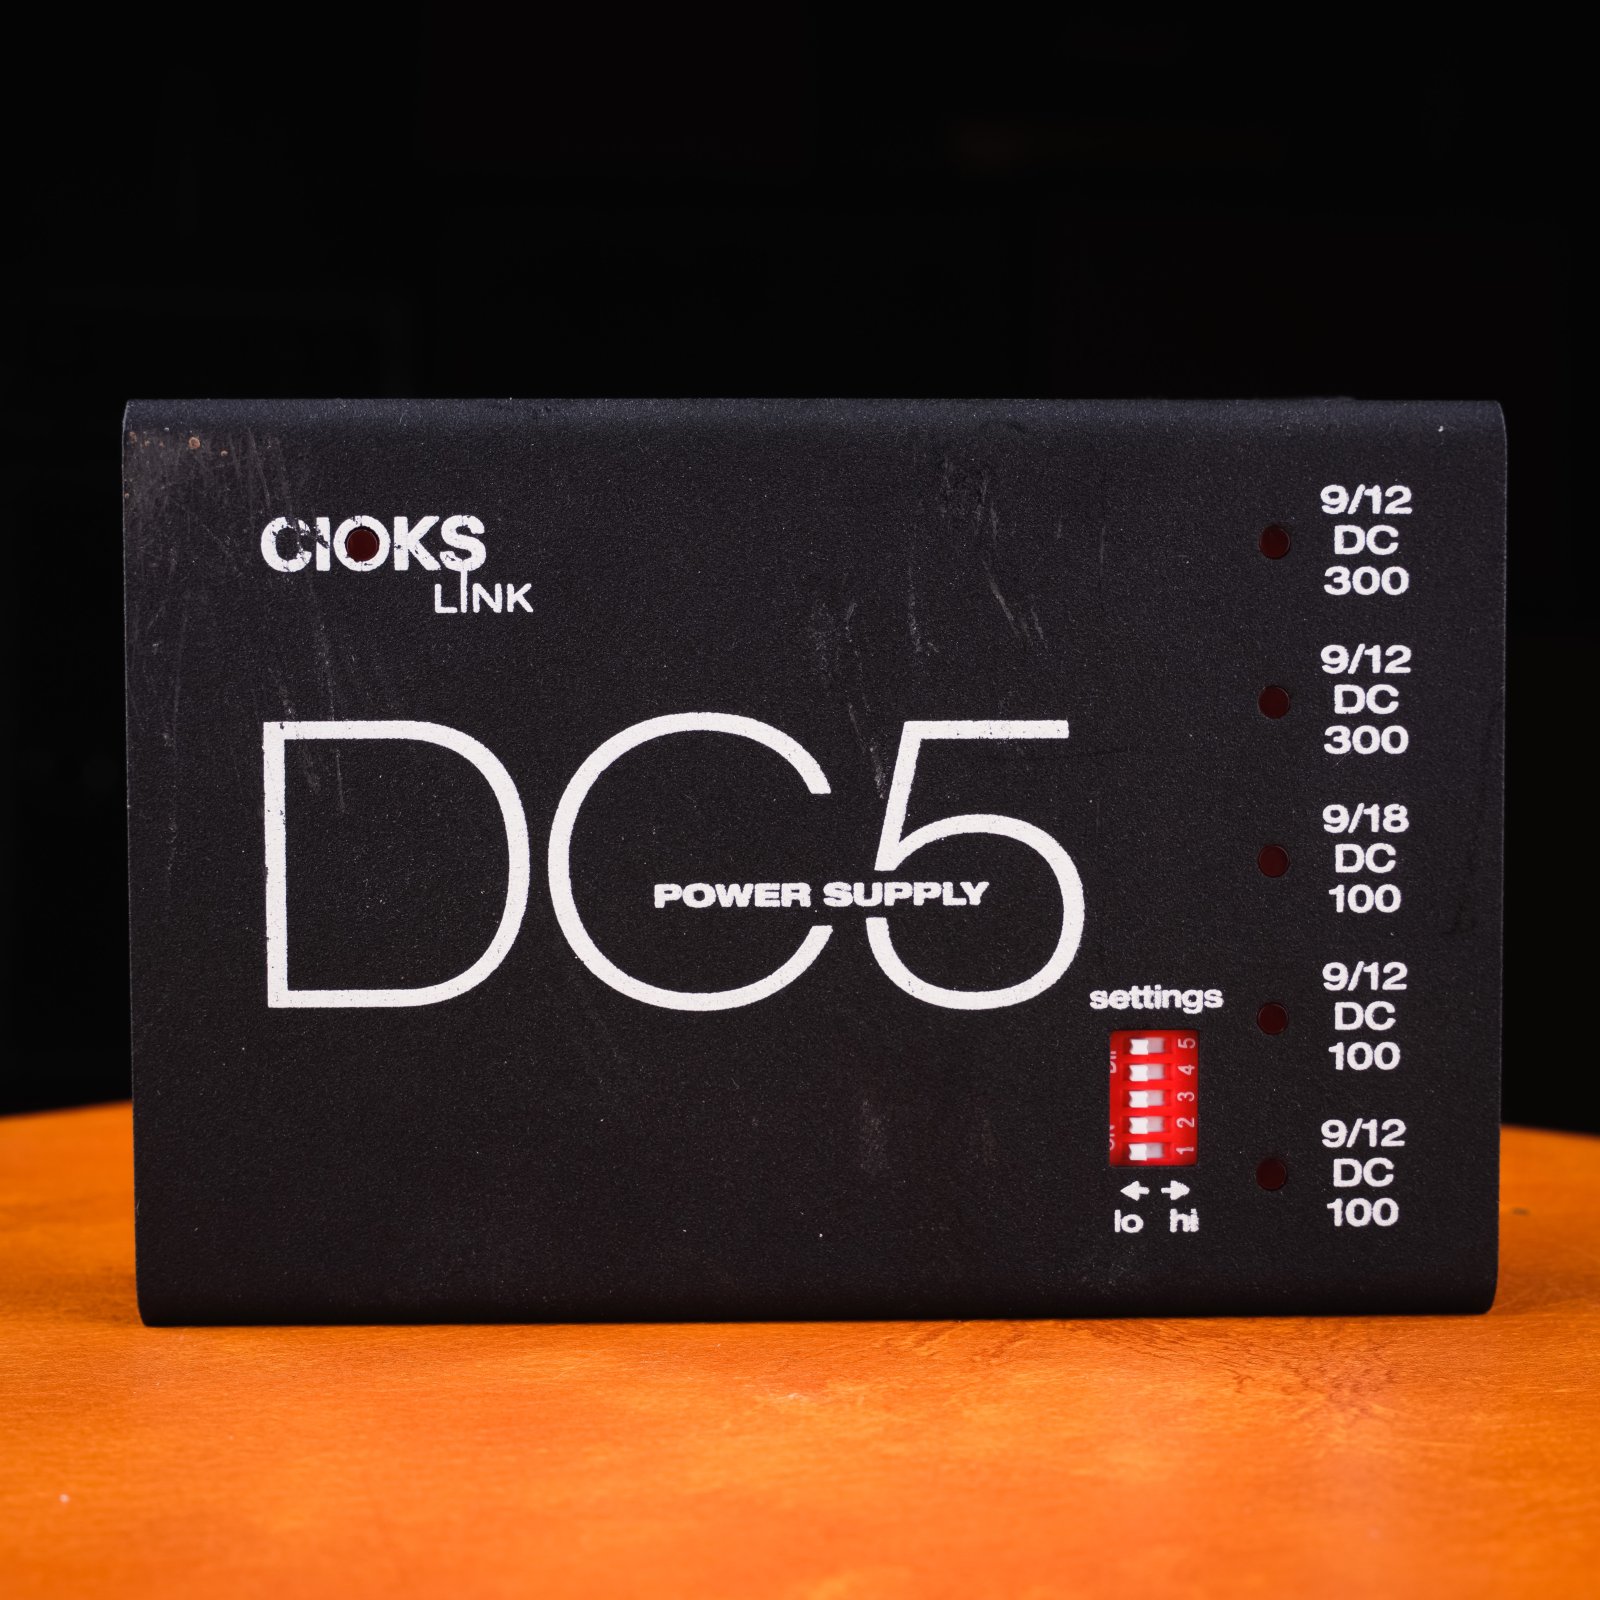 CIOKS
LINK
DC5
POWER SUPPLY
settings
5
4
3
2
1
lo hi
9/12
DC
300
9/12
DC
300
9/18
DC
100
9/12
DC
100
9/12
DC
100